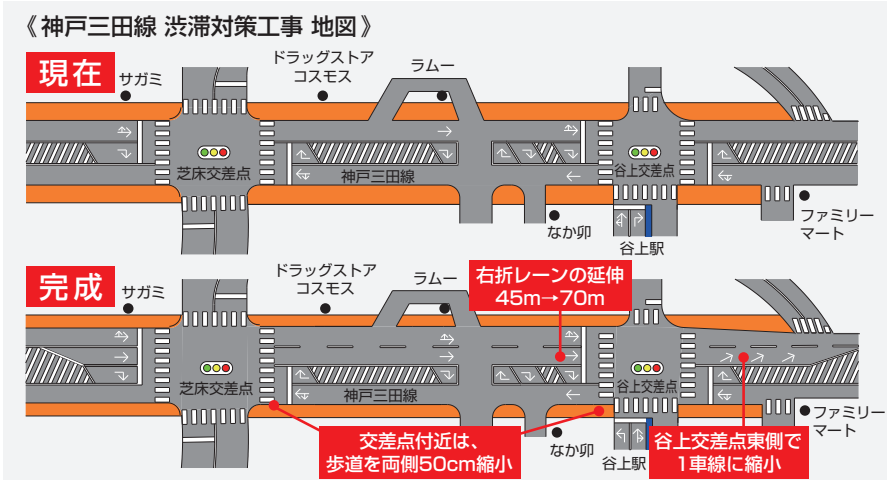 《神戸三田線 渋滞対策工事 地図》
現在
サガミ
ドラッグストア
コスモス
ラムー
芝床交差点
神戸三田線
谷上交差点
なか卯
谷上駅
ファミリー
マート
完成
サガミ
ドラッグストア
コスモス
ラムー
右折レーンの延伸
45m→70m
芝床交差点
神戸三田線
谷上交差点
交差点付近は、
歩道を両側50cm縮小
なか卯
谷上駅
谷上交差点東側で
1車線に縮小
ファミリー
マート